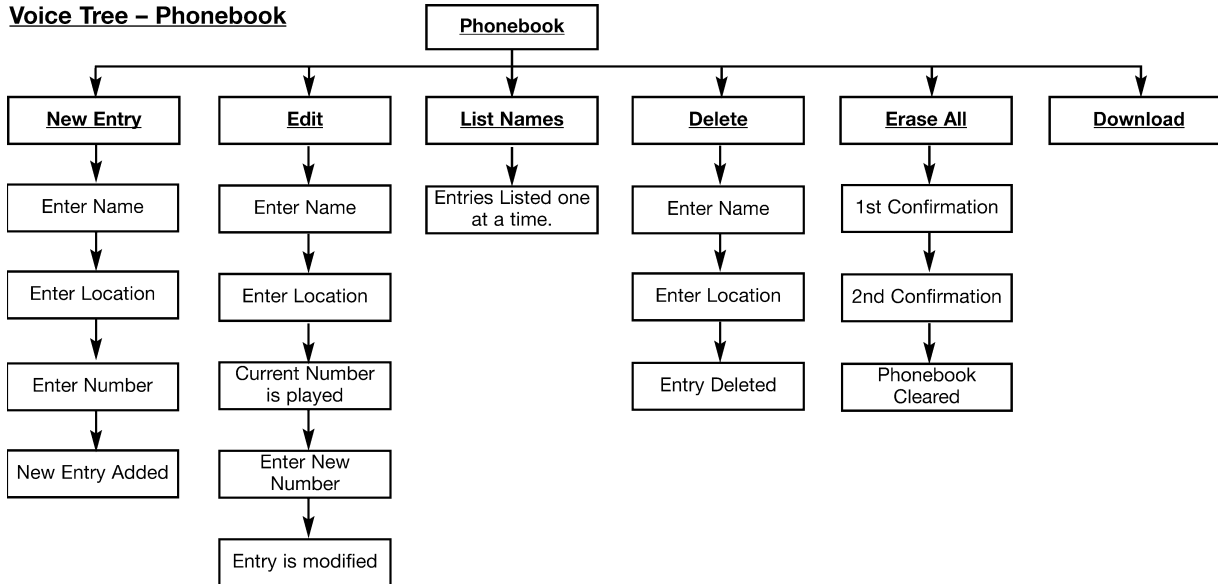 Voice Tree – Phonebook
Phonebook
New Entry
Edit
List Names
Delete
Erase All
Download
Enter Name
Enter Name
Entries Listed one
at a time.
Enter Name
1st Confirmation
Enter Location
Enter Location
Enter Location
2nd Confirmation
Enter Number
Current Number
is played
Entry Deleted
Phonebook
Cleared
New Entry Added
Enter New
Number
Entry is modified